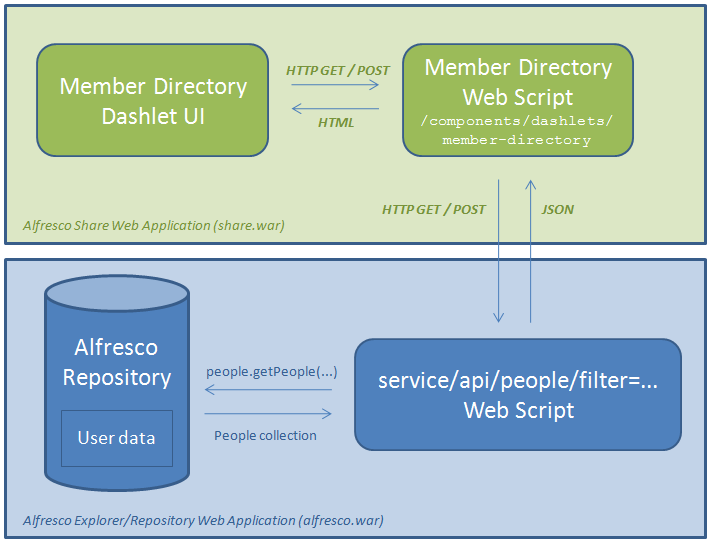 Member Directory
Dashlet UI
HTTP GET / POST
HTML
Member Directory
Web Script
/components/dashlets/
member-directory
HTTP GET / POST
JSON
Alfresco Share Web Application (share.war)
Alfresco
Repository
User data
people.getPeople(...)
People collection
service/api/people/filter=...
Web Script
Alfresco Explorer/Repository Web Application (alfresco.war)